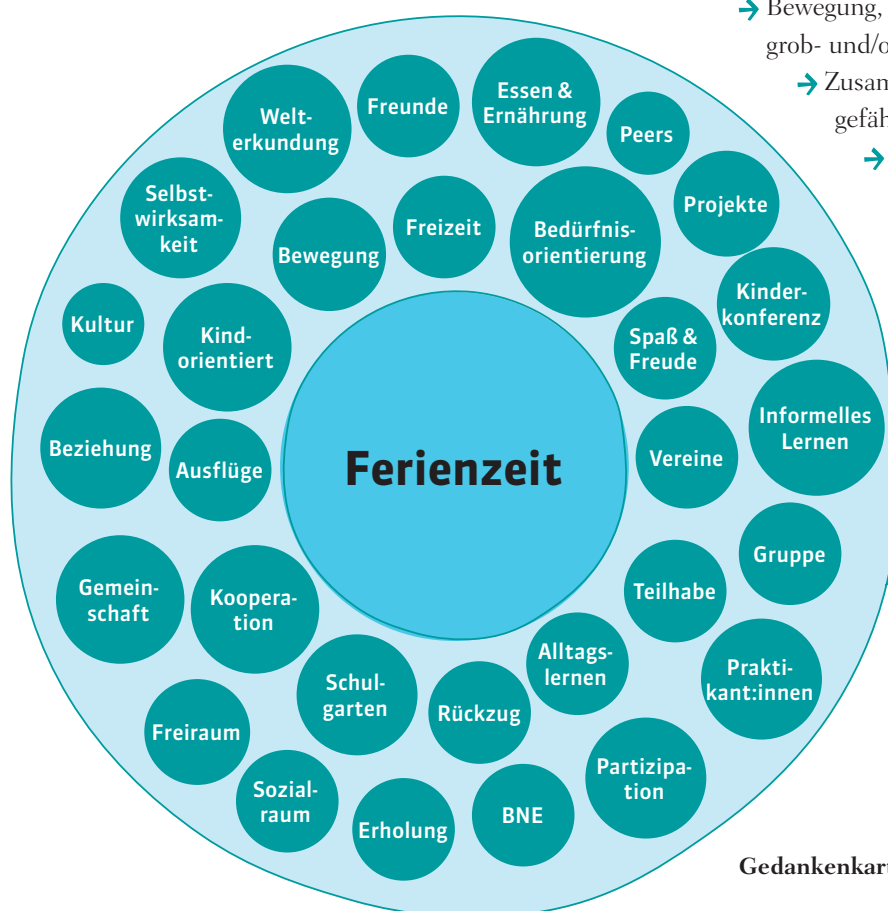 → Bewegung,
grob- und/o
→ Zusam
gefäh
→
Welt-
erkundung
Freunde
Essen &
Ernährung
Peers
Selbst-
wirksam-
keit
Bewegung
Freizeit
Bedürfnis-
orientierung
Projekte
Kultur
Kind-
orientiert
Spaß &
Freude
Kinder-
konferenz
Beziehung
Ausflüge
Ferienzeit
Vereine
Informelles
Lernen
Gemein-
schaft
Koopera-
tion
Teilhabe
Gruppe
Freiraum
Schul-
garten
Rückzug
Alltags-
lernen
Prakti-
kant:innen
Sozial-
raum
Erholung
BNE
Partizipa-
tion
Gedankenkart